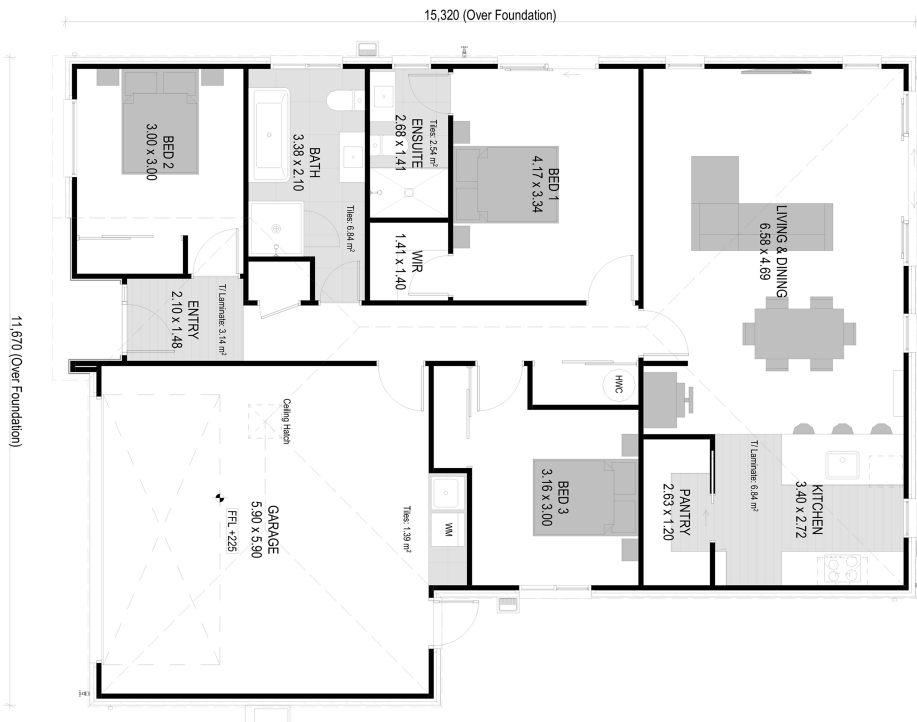 15,320 (Over Foundation)
11,670 (Over Foundation)
BED 2
3.00 x 3.00
BATH
3.38 x 2.10
Tiles: 6.84 m²
ENSUITE
2.68 x 1.41
Tiles: 2.54 m²
WIR
1.41 x 1.40
BED 1
4.17 x 3.34
LIVING & DINING
6.58 x 4.69
ENTRY
2.10 x 1.48
T/ Laminate: 3.14 m²
HWC
Ceiling Hatch
GARAGE
5.90 x 5.90
FFL +225
Tiles: 1.39 m²
WM
BED 3
3.16 x 3.00
PANTRY
2.63 x 1.20
T/ Laminate: 6.84 m²
KITCHEN
3.40 x 2.72